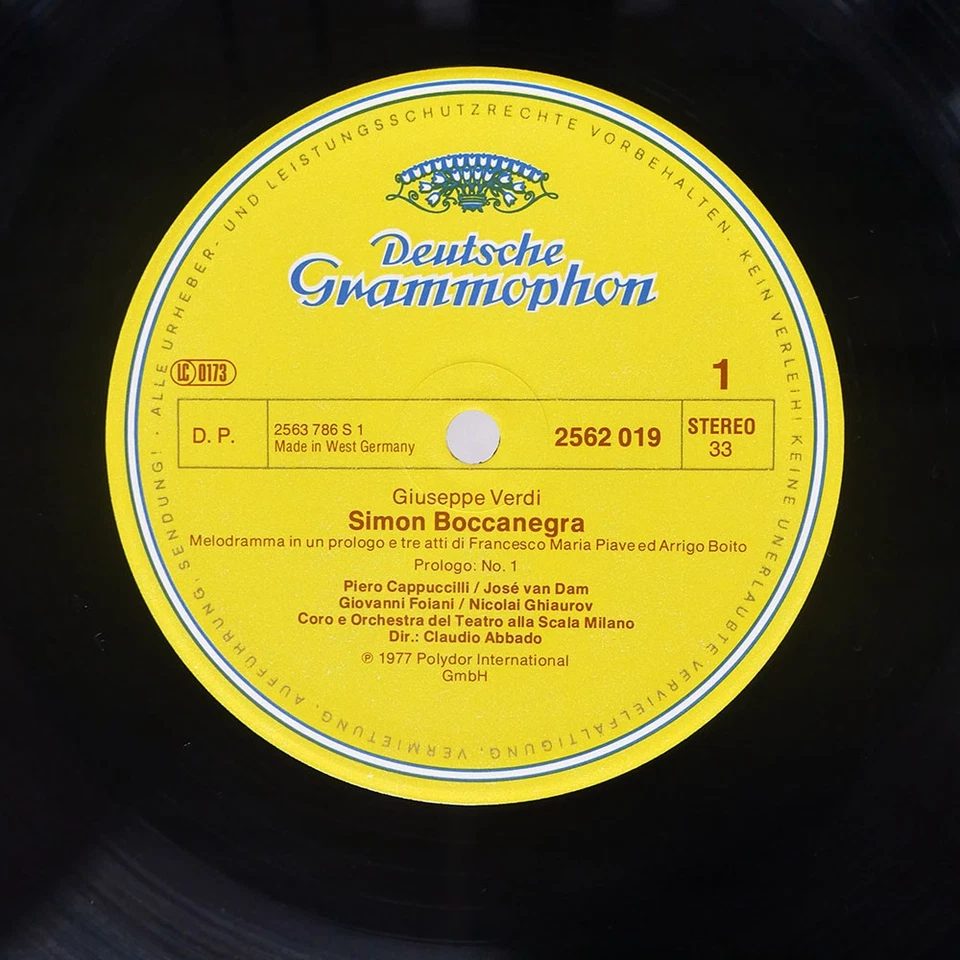 ALLE URHEBER- UND LEISTUNGSSCHUTZRECHTE VORBEHALTEN. KEIN VERLEIH! KEINE UNERLAUBTE VERVIELFÄLTIGUNG, VERMIETUNG, AUFFÜHRUNG, SENDUNG! ·
Deutsche
Grammophon
LC 0173
1
D. P.
2563 786 S 1
Made in West Germany
2562 019
STEREO
33
Giuseppe Verdi
Simon Boccanegra
Melodramma in un prologo e tre atti di Francesco Maria Piave ed Arrigo Boito
Prologo: No. 1
Piero Cappuccilli / José van Dam
Giovanni Foiani / Nicolai Ghiaurov
Coro e Orchestra del Teatro alla Scala Milano
Dir.: Claudio Abbado
℗ 1977 Polydor International
GmbH